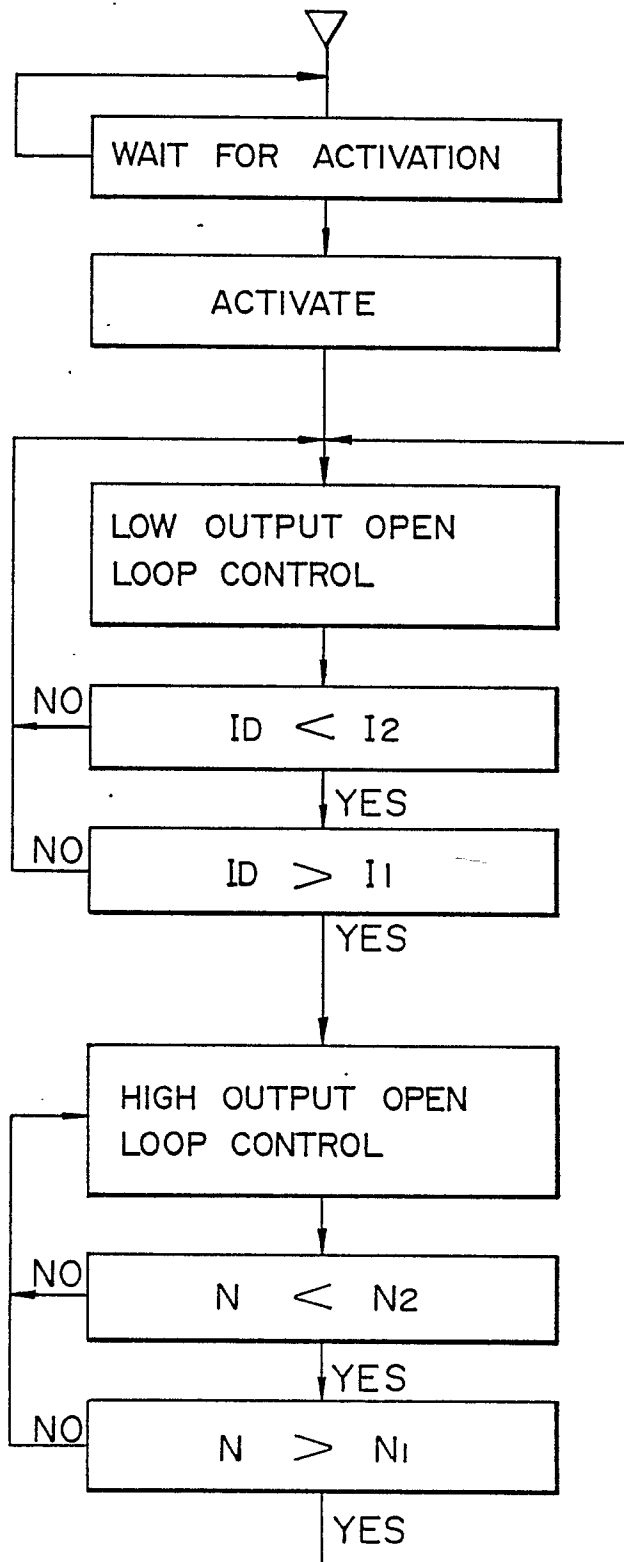 WAIT FOR ACTIVATION
ACTIVATE
LOW OUTPUT OPEN
LOOP CONTROL
NO
ID < I2
YES
NO
ID > I1
YES
HIGH OUTPUT OPEN
LOOP CONTROL
NO
N < N2
YES
NO
N > N1
YES